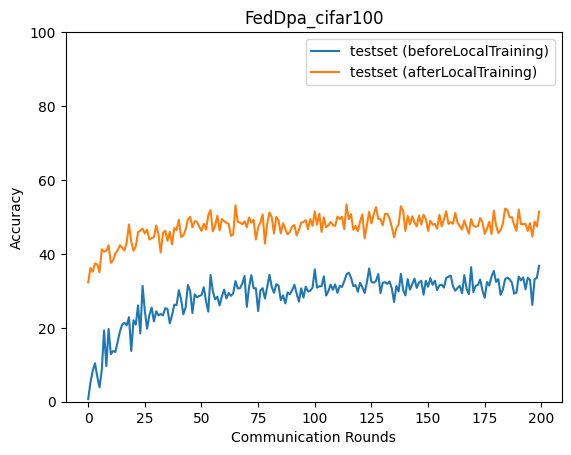 FedDpa_cifar100
100
80
60
40
20
0
Accuracy
testset (beforeLocalTraining)
testset (afterLocalTraining)
0 25 50 75 100 125 150 175 200
Communication Rounds